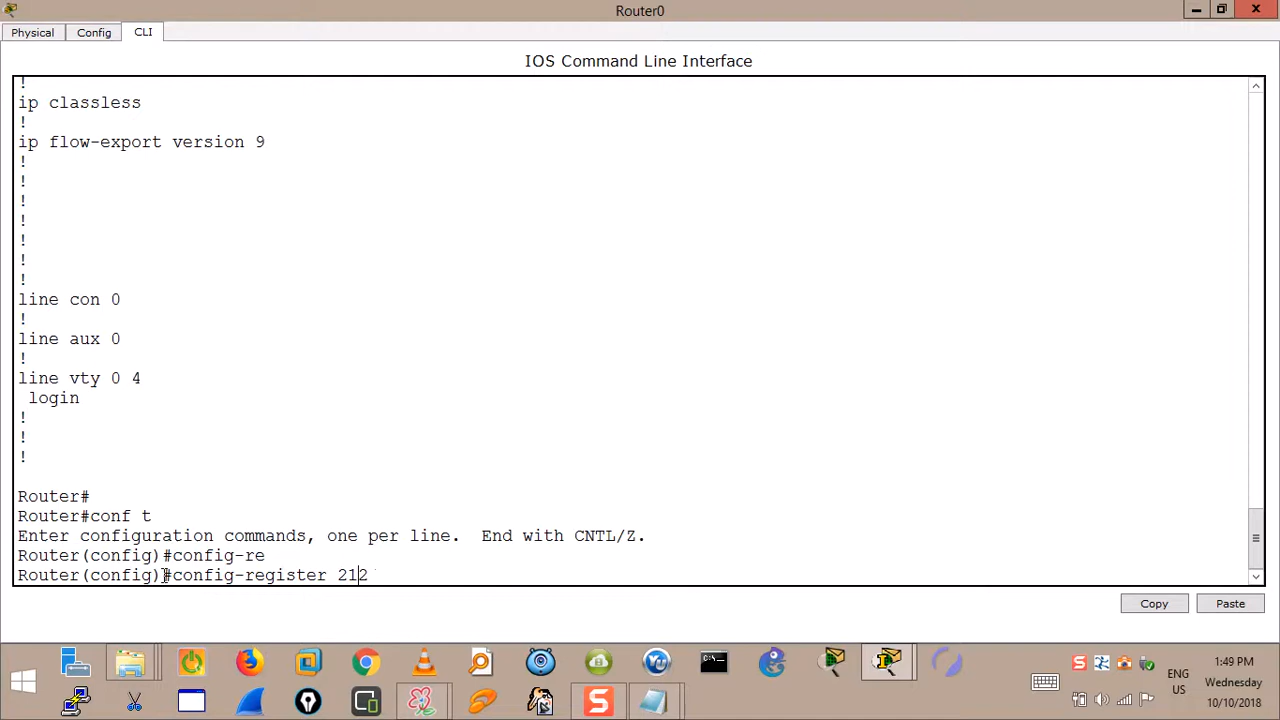 Router0
Physical
Config
CLI
IOS Command Line Interface
!
ip classless
!
ip flow-export version 9
!
!
!
!
!
!
!
line con 0
!
line aux 0
!
line vty 0 4
login
!
!
!
Router#
Router#conf t
Enter configuration commands, one per line.  End with CNTL/Z.
Router(config)#config-re
Router(config)#config-register 212
Copy
Paste
ENG
US
1:49 PM
Wednesday
10/10/2018